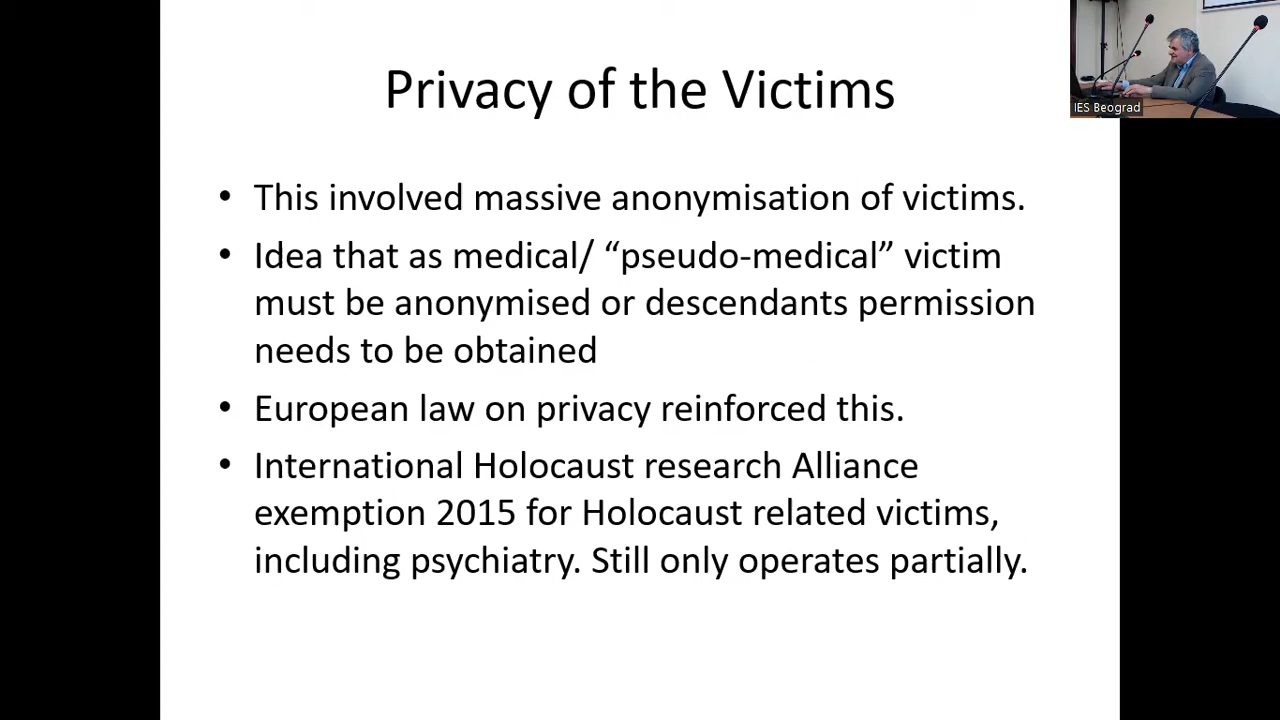 Privacy of the Victims
IES Beograd
• This involved massive anonymisation of victims.
• Idea that as medical/ “pseudo-medical” victim
must be anonymised or descendants permission
needs to be obtained
• European law on privacy reinforced this.
• International Holocaust research Alliance
exemption 2015 for Holocaust related victims,
including psychiatry. Still only operates partially.